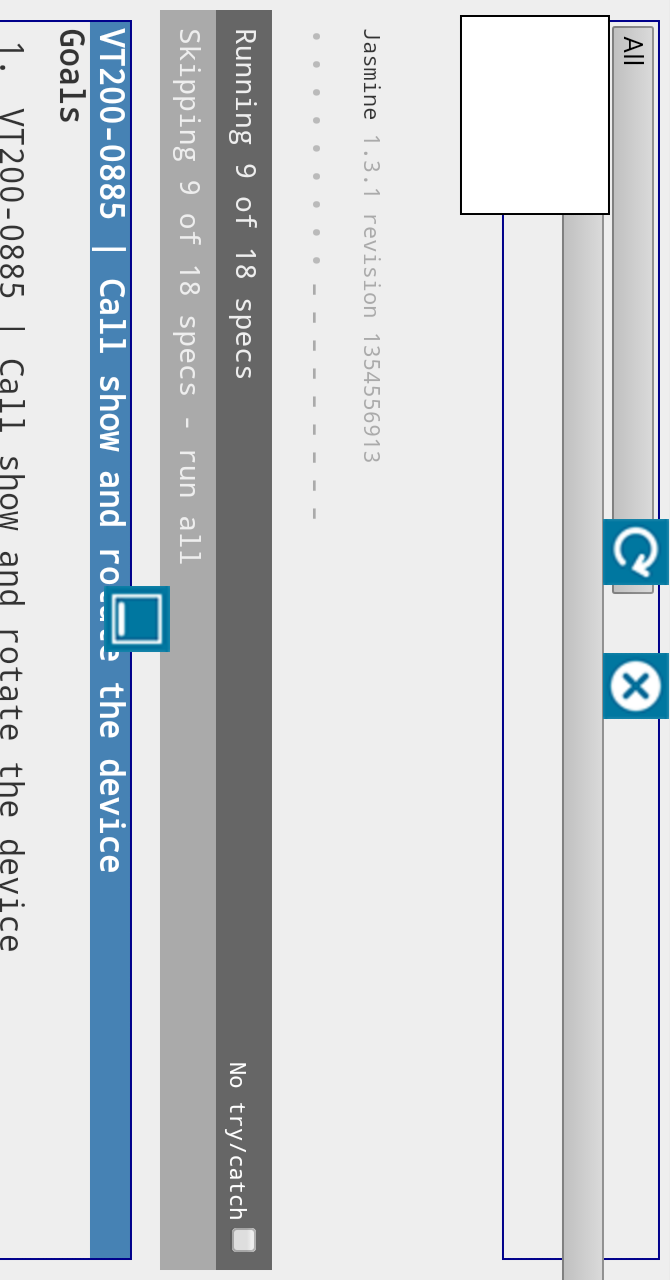 All
Jasmine 1.3.1 revision 1354556913
•••••••••---------
Running 9 of 18 specs
No try/catch
Skipping 9 of 18 specs - run all
VT200-0885 | Call show and rotate the device
Goals
1. VT200-0885 | Call show and rotate the device